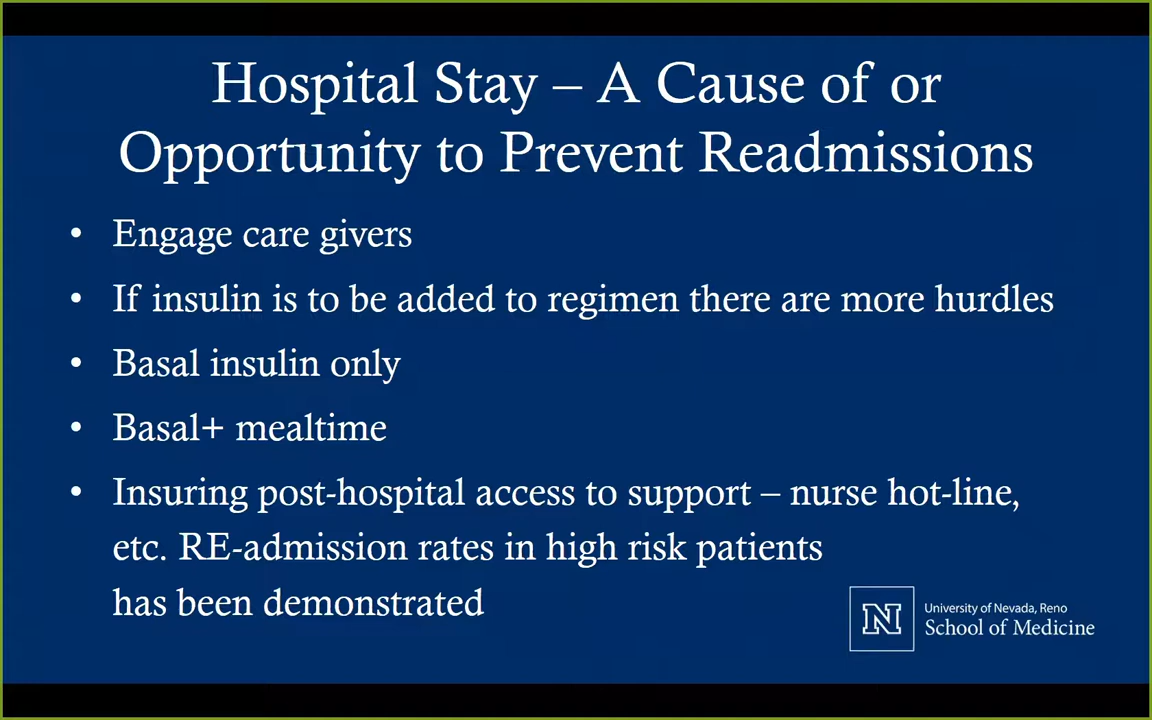 Hospital Stay – A Cause of or
Opportunity to Prevent Readmissions
• Engage care givers
• If insulin is to be added to regimen there are more hurdles
• Basal insulin only
• Basal+ mealtime
• Insuring post-hospital access to support – nurse hot-line,
etc. RE-admission rates in high risk patients
has been demonstrated
N
University of Nevada, Reno
School of Medicine